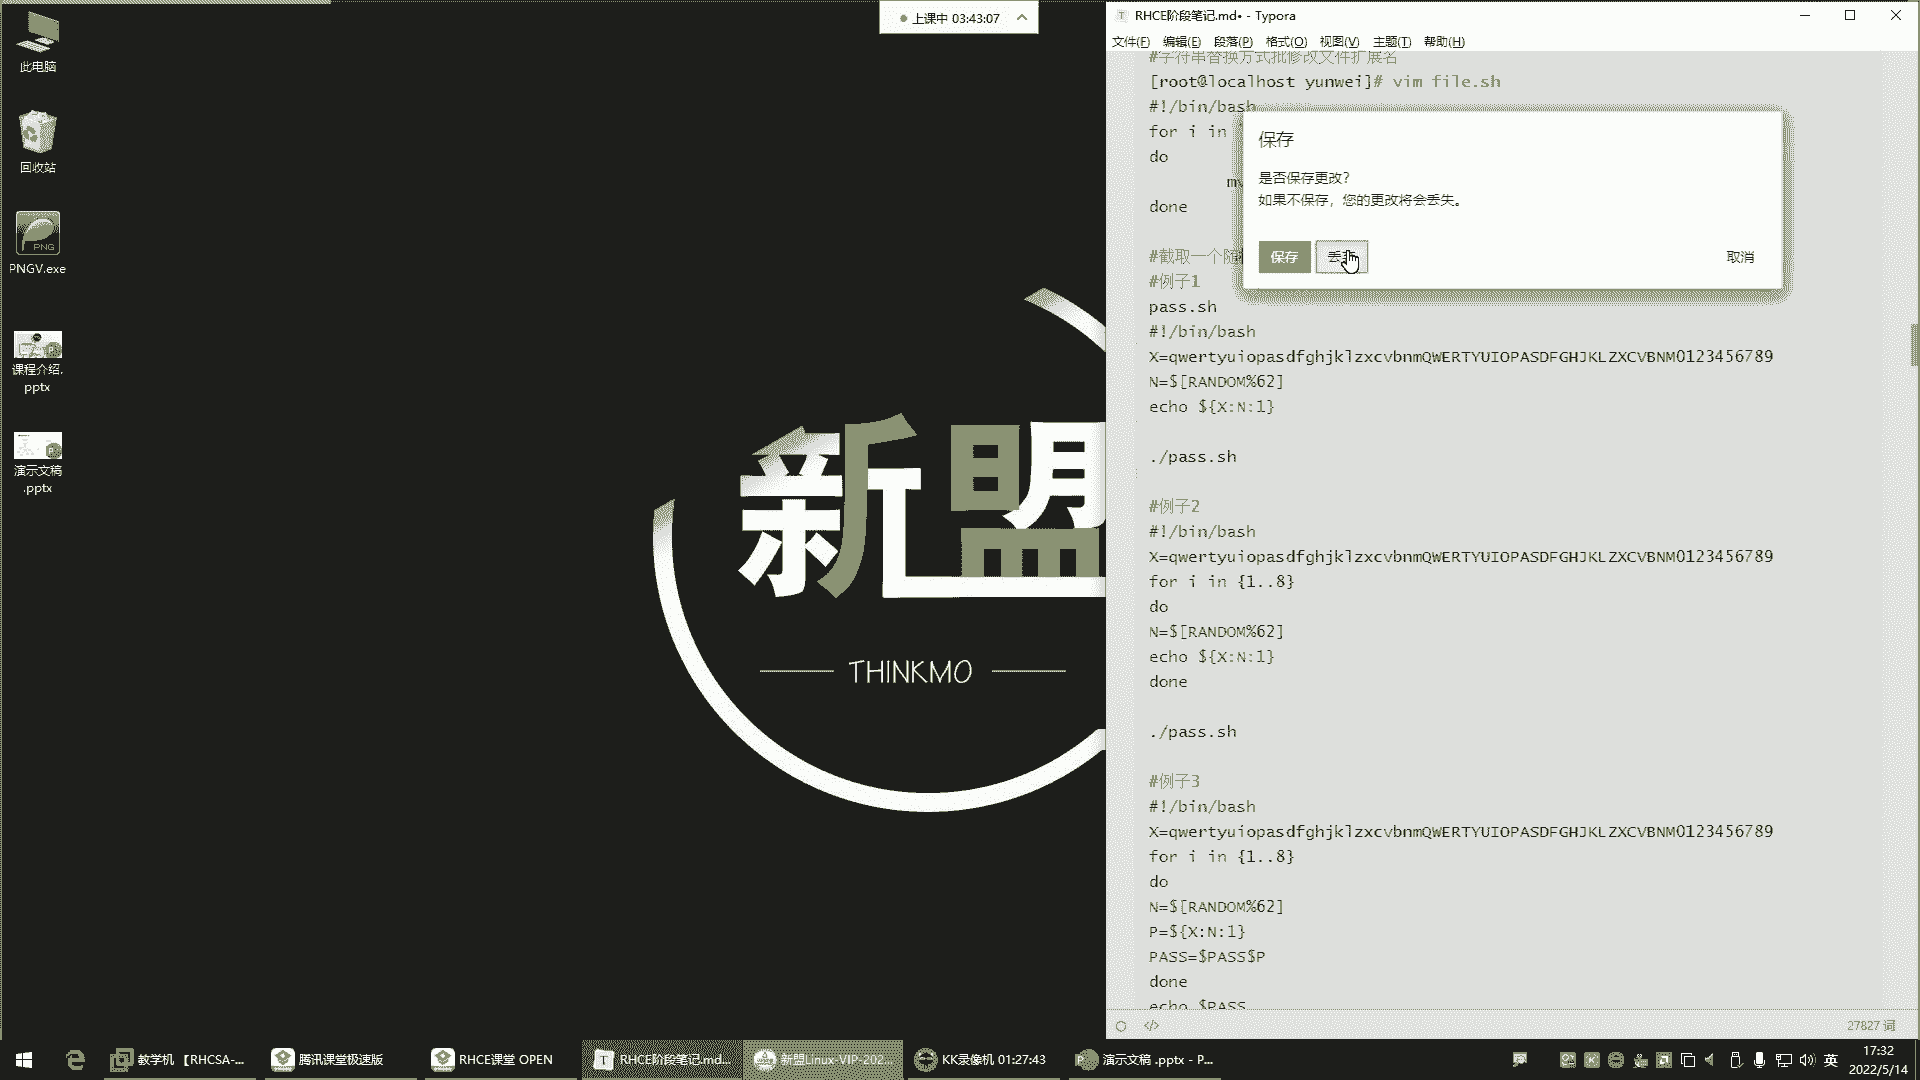 此电脑
回收站
PNG
PNGV.exe
课程介绍.
pptx
演示文稿
.pptx
上课中 03:43:07
新盟
THINKMO
RHCE阶段笔记.md• - Typora
文件(F) 编辑(E) 段落(P) 格式(O) 视图(V) 主题(T) 帮助(H)
#字符串替换方式批修改文件扩展名
[root@localhost yunwei]# vim file.sh
#!/bin/bash
for i in
do
mv
done
#截取一个随
#例子1
pass.sh
#!/bin/bash
X=qwertyuiopasdfghjklzxcvbnmQWERTYUIOPASDFGHJKLZXCVBNM0123456789
N=$[RANDOM%62]
echo ${X:N:1}
./pass.sh
#例子2
#!/bin/bash
X=qwertyuiopasdfghjklzxcvbnmQWERTYUIOPASDFGHJKLZXCVBNM0123456789
for i in {1..8}
do
N=$[RANDOM%62]
echo ${X:N:1}
done
./pass.sh
#例子3
#!/bin/bash
X=qwertyuiopasdfghjklzxcvbnmQWERTYUIOPASDFGHJKLZXCVBNM0123456789
for i in {1..8}
do
N=$[RANDOM%62]
P=${X:N:1}
PASS=$PASS$P
done
echo $PASS
保存
是否保存更改?
如果不保存，您的更改将会丢失。
保存
取消
27827 词
教学机 【RHCSA-...
腾讯课堂极速版
RHCE课堂 OPEN
RHCE阶段笔记.md...
新盟Linux-VIP-202...
KK录像机 01:27:43
演示文稿 .pptx - P...
英
17:32
2022/5/14